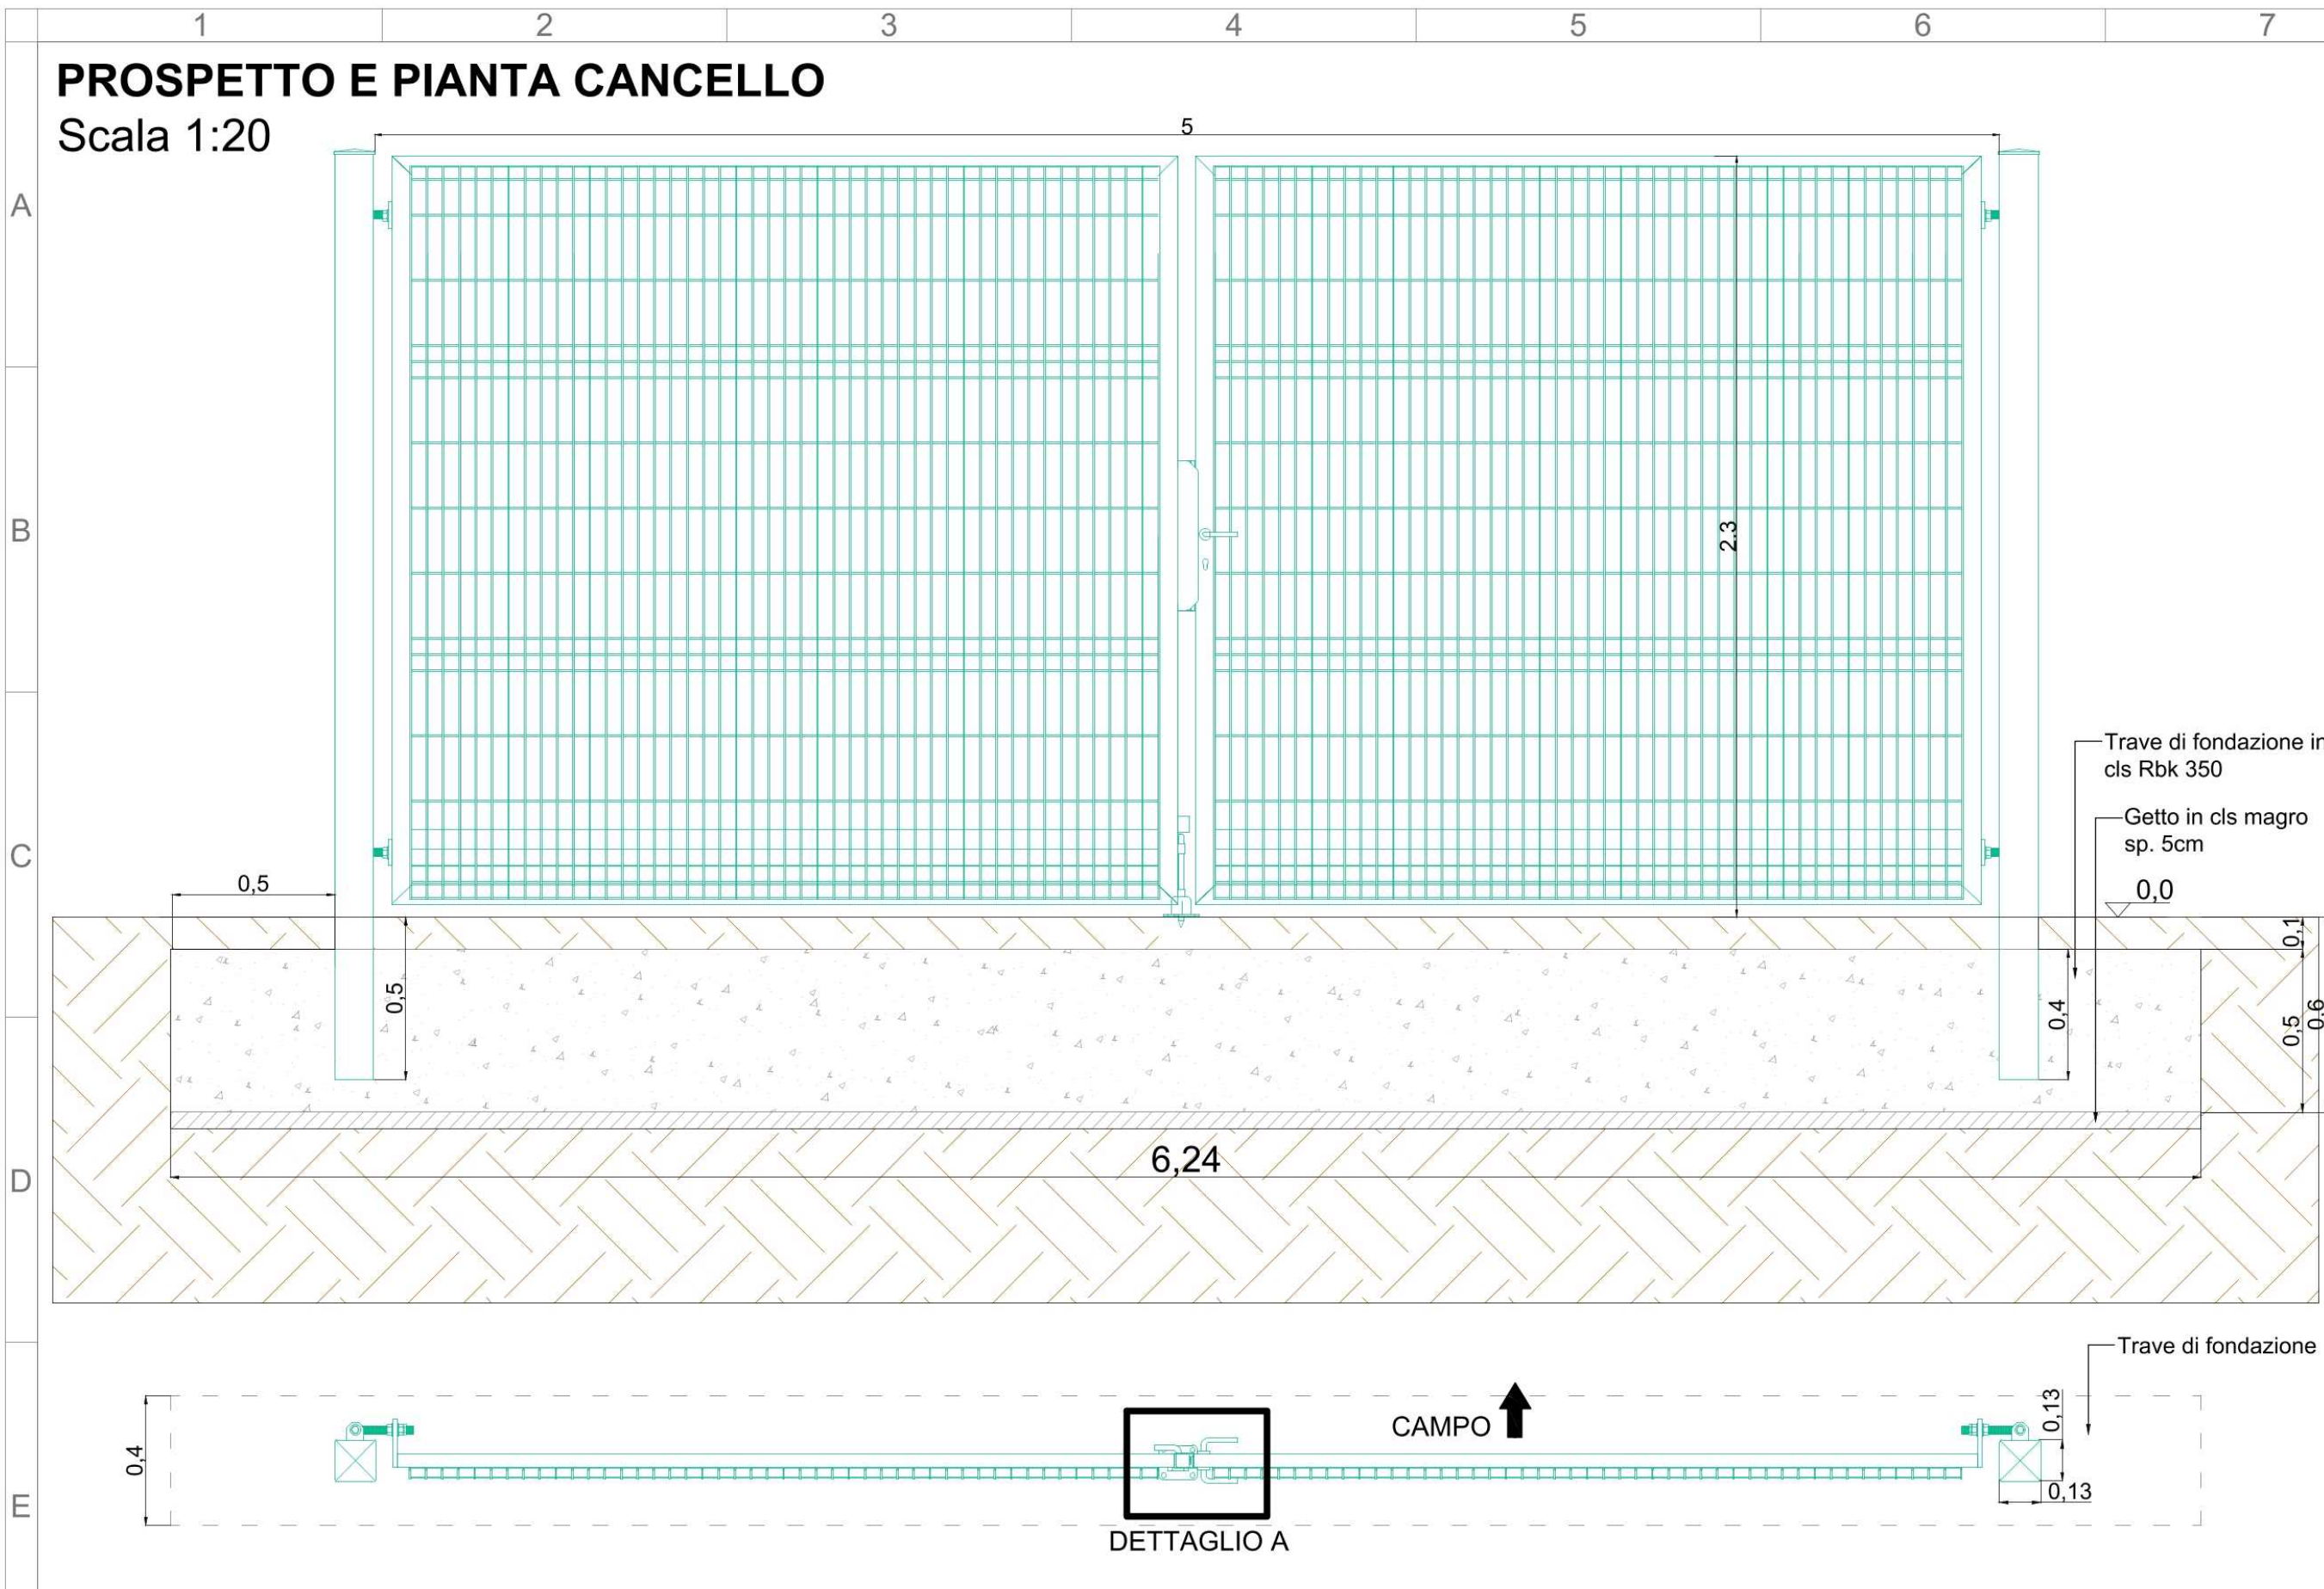 1 2 3 4 5 6 7
PROSPETTO E PIANTA CANCELLO
Scala 1:20
5
A
B
2.3
Trave di fondazione in
cls Rbk 350
Getto in cls magro
sp. 5cm
C
0,5
0,0
0,1
0,5
0,4
0,5
0,6
6,24
D
Trave di fondazione
0,13
CAMPO
0,4
0,13
E
DETTAGLIO A